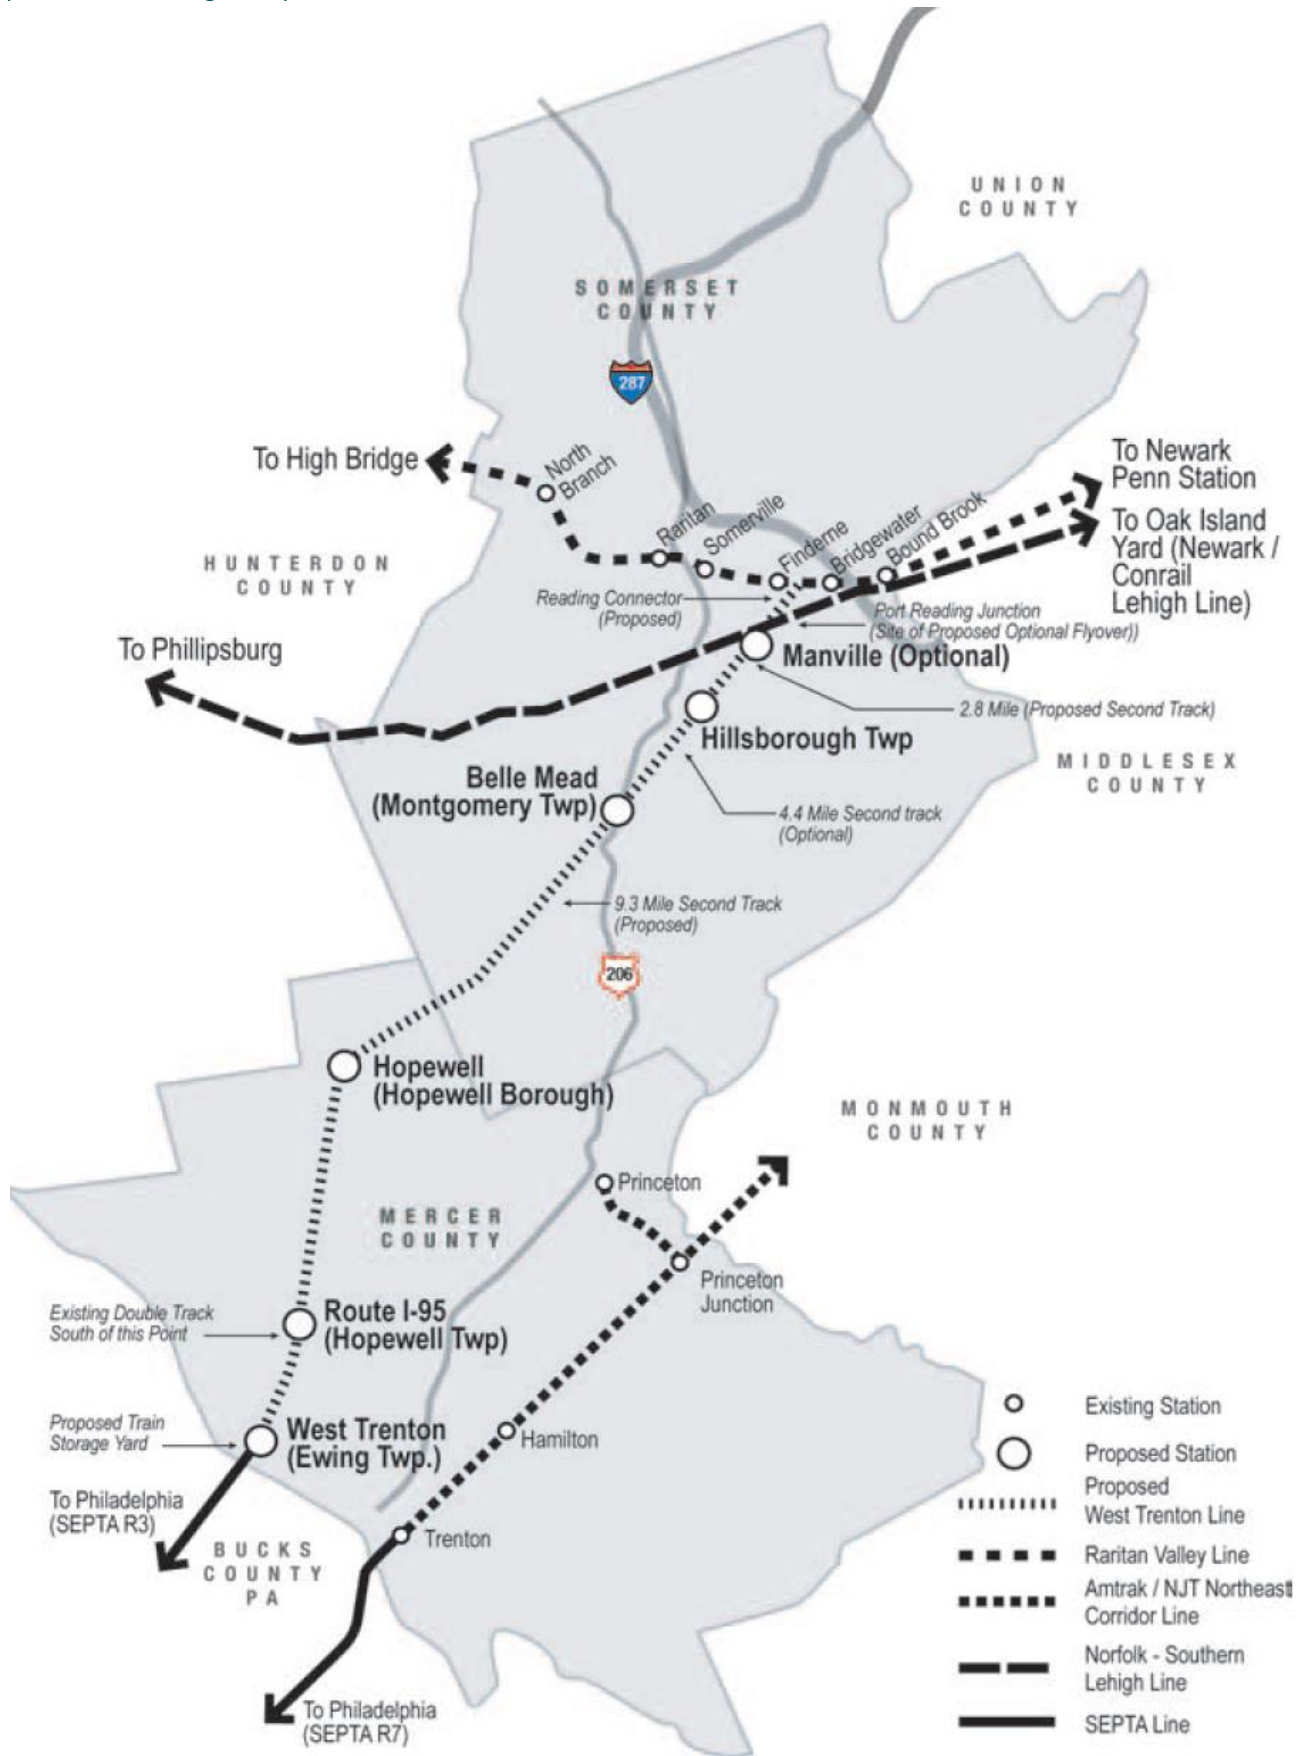 UNION
COUNTY
SOMERSET
COUNTY
287
To High Bridge
North
Branch
Raritan
Somerville
Finderne
Bridgewater
Bound Brook
To Newark
Penn Station
To Oak Island
Yard (Newark /
Conrail
Lehigh Line)
HUNTERDON
COUNTY
Reading Connector
(Proposed)
Port Reading Junction
(Site of Proposed Optional Flyover))
To Phillipsburg
Manville (Optional)
2.8 Mile (Proposed Second Track)
Hillsborough Twp
MIDDLESEX
COUNTY
Belle Mead
(Montgomery Twp)
4.4 Mile Second track
(Optional)
9.3 Mile Second Track
(Proposed)
206
Hopewell
(Hopewell Borough)
MONMOUTH
COUNTY
Princeton
MERCER
COUNTY
Princeton
Junction
Existing Double Track
South of this Point
Route I-95
(Hopewell Twp)
Proposed Train
Storage Yard
West Trenton
(Ewing Twp.)
Hamilton
To Philadelphia
(SEPTA R3)
BUCKS
COUNTY
PA
Trenton
To Philadelphia
(SEPTA R7)
Existing Station
Proposed Station
Proposed
West Trenton Line
Raritan Valley Line
Amtrak / NJT Northeast
Corridor Line
Norfolk - Southern
Lehigh Line
SEPTA Line